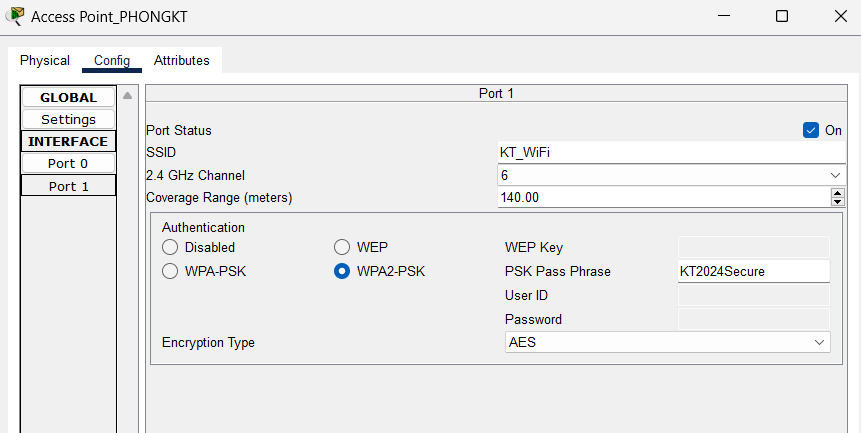 Access Point_PHONGKT
Physical Config Attributes
GLOBAL
Settings
INTERFACE
Port 0
Port 1
Port 1
Port Status On
SSID KT_WiFi
2.4 GHz Channel 6
Coverage Range (meters) 140.00
Authentication
Disabled WEP WEP Key
WPA-PSK WPA2-PSK PSK Pass Phrase KT2024Secure
User ID
Password
Encryption Type AES